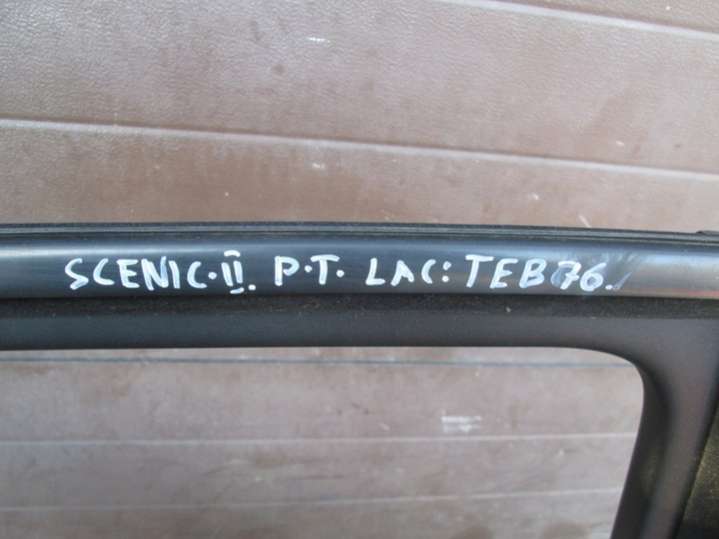 SCENIC·II. P·T· LAC: TEB76.